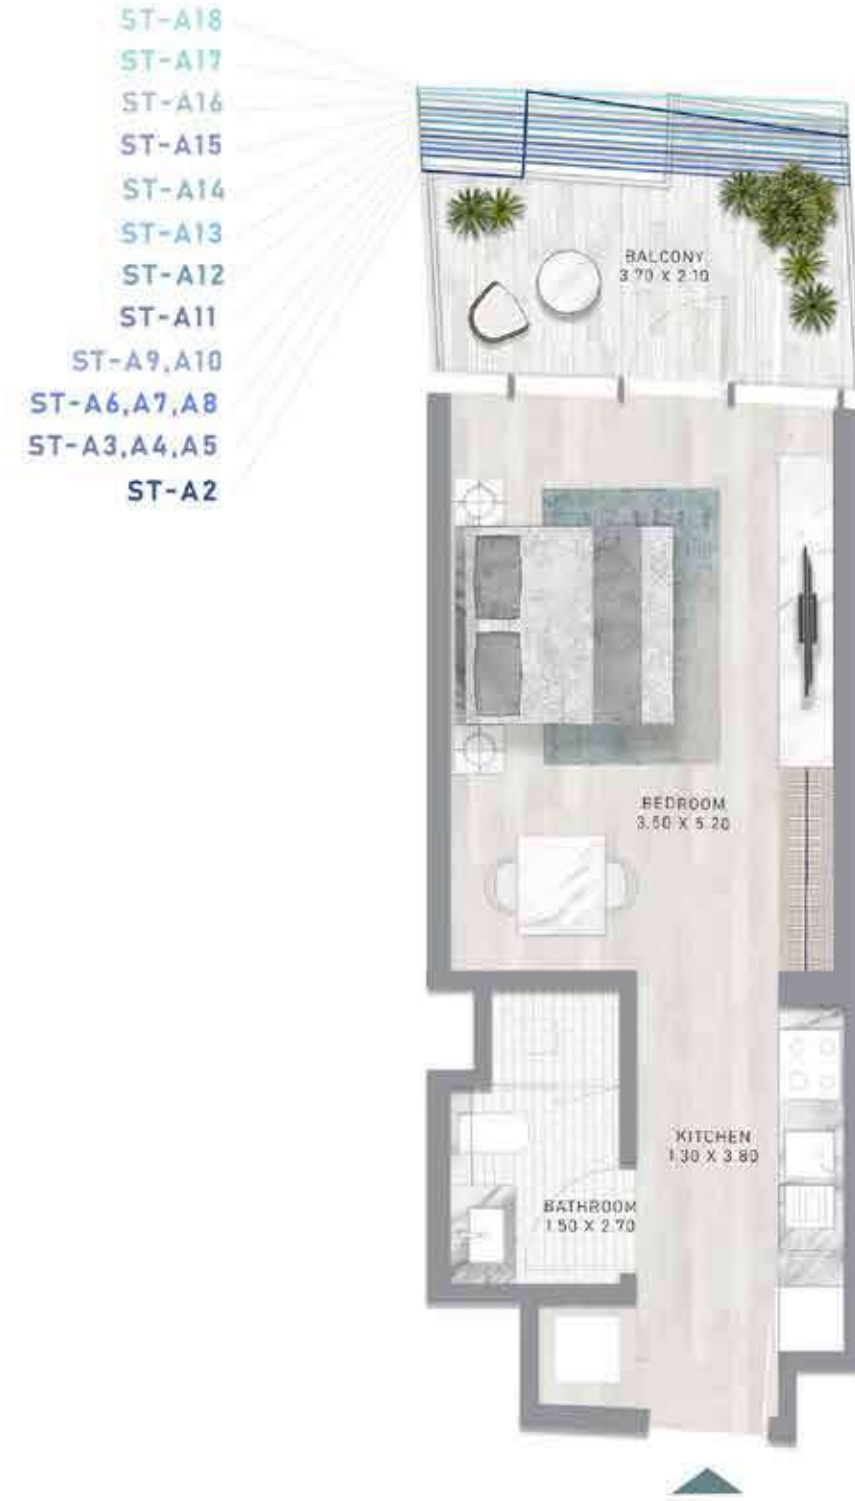 ST-A18
ST-A17
ST-A16
ST-A15
ST-A14
ST-A13
ST-A12
ST-A11
ST-A9,A10
ST-A6,A7,A8
ST-A3,A4,A5
ST-A2
BALCONY
3.70 X 2.10
BEDROOM
3.50 X 5.20
KITCHEN
1.30 X 3.80
BATHROOM
1.50 X 2.70